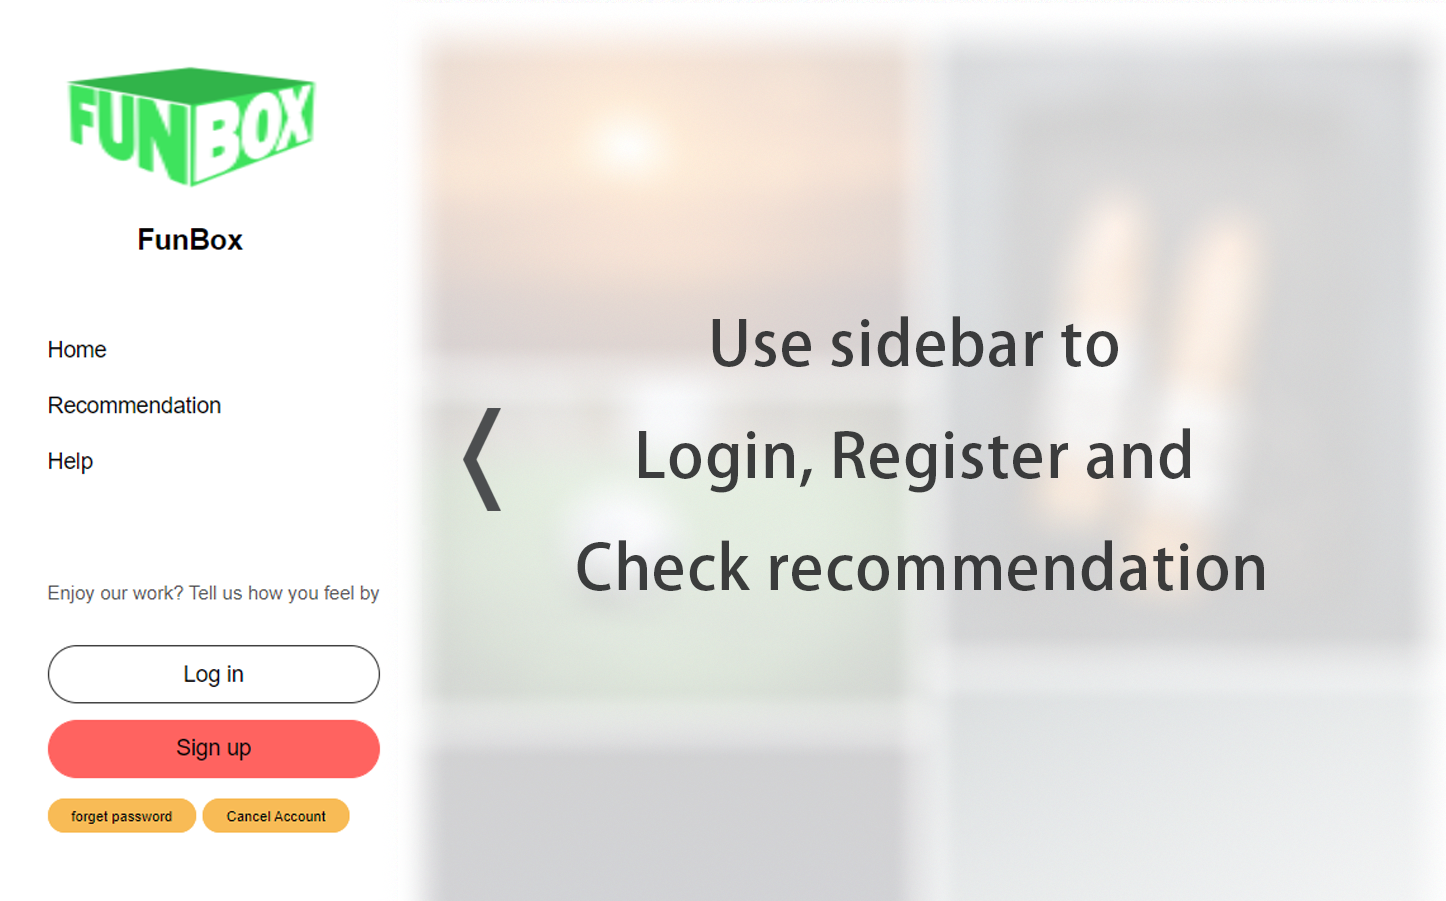 FUNBOX
FunBox
Home
Recommendation
Help
Enjoy our work? Tell us how you feel by
Log in
Sign up
forget password
Cancel Account
Use sidebar to
Login, Register and
Check recommendation